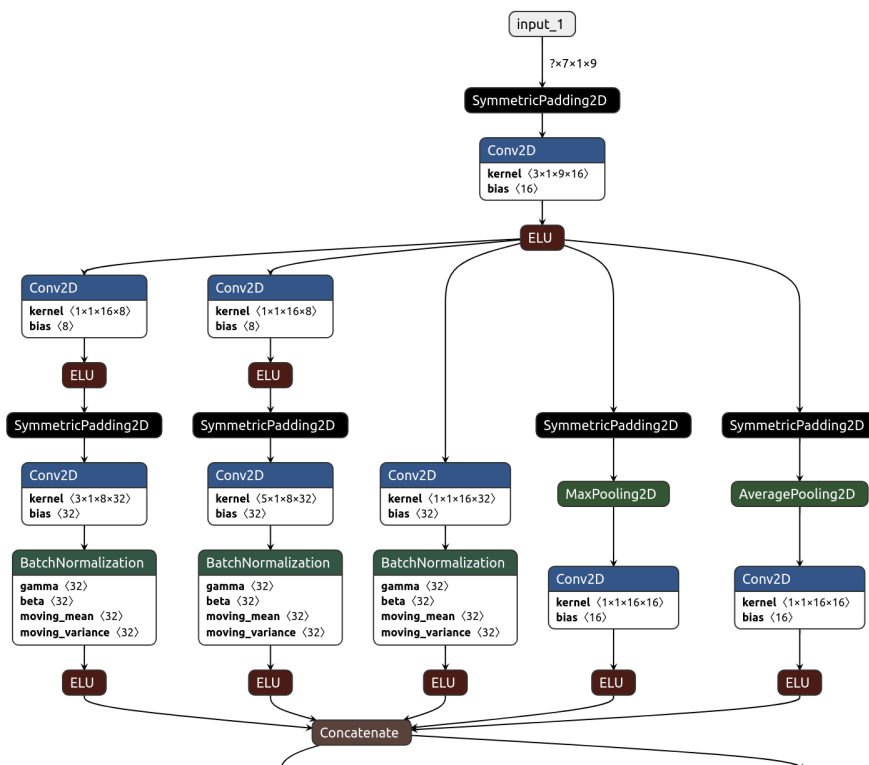 input_1
?×7×1×9
SymmetricPadding2D
Conv2D
kernel 〈3×1×9×16〉
bias 〈16〉
ELU
Conv2D
kernel 〈1×1×16×8〉
bias 〈8〉
Conv2D
kernel 〈1×1×16×8〉
bias 〈8〉
ELU
ELU
SymmetricPadding2D
SymmetricPadding2D
SymmetricPadding2D
SymmetricPadding2D
Conv2D
kernel 〈3×1×8×32〉
bias 〈32〉
Conv2D
kernel 〈5×1×8×32〉
bias 〈32〉
Conv2D
kernel 〈1×1×16×32〉
bias 〈32〉
MaxPooling2D
AveragePooling2D
BatchNormalization
gamma 〈32〉
beta 〈32〉
moving_mean 〈32〉
moving_variance 〈32〉
BatchNormalization
gamma 〈32〉
beta 〈32〉
moving_mean 〈32〉
moving_variance 〈32〉
BatchNormalization
gamma 〈32〉
beta 〈32〉
moving_mean 〈32〉
moving_variance 〈32〉
Conv2D
kernel 〈1×1×16×16〉
bias 〈16〉
Conv2D
kernel 〈1×1×16×16〉
bias 〈16〉
ELU
ELU
ELU
ELU
ELU
Concatenate